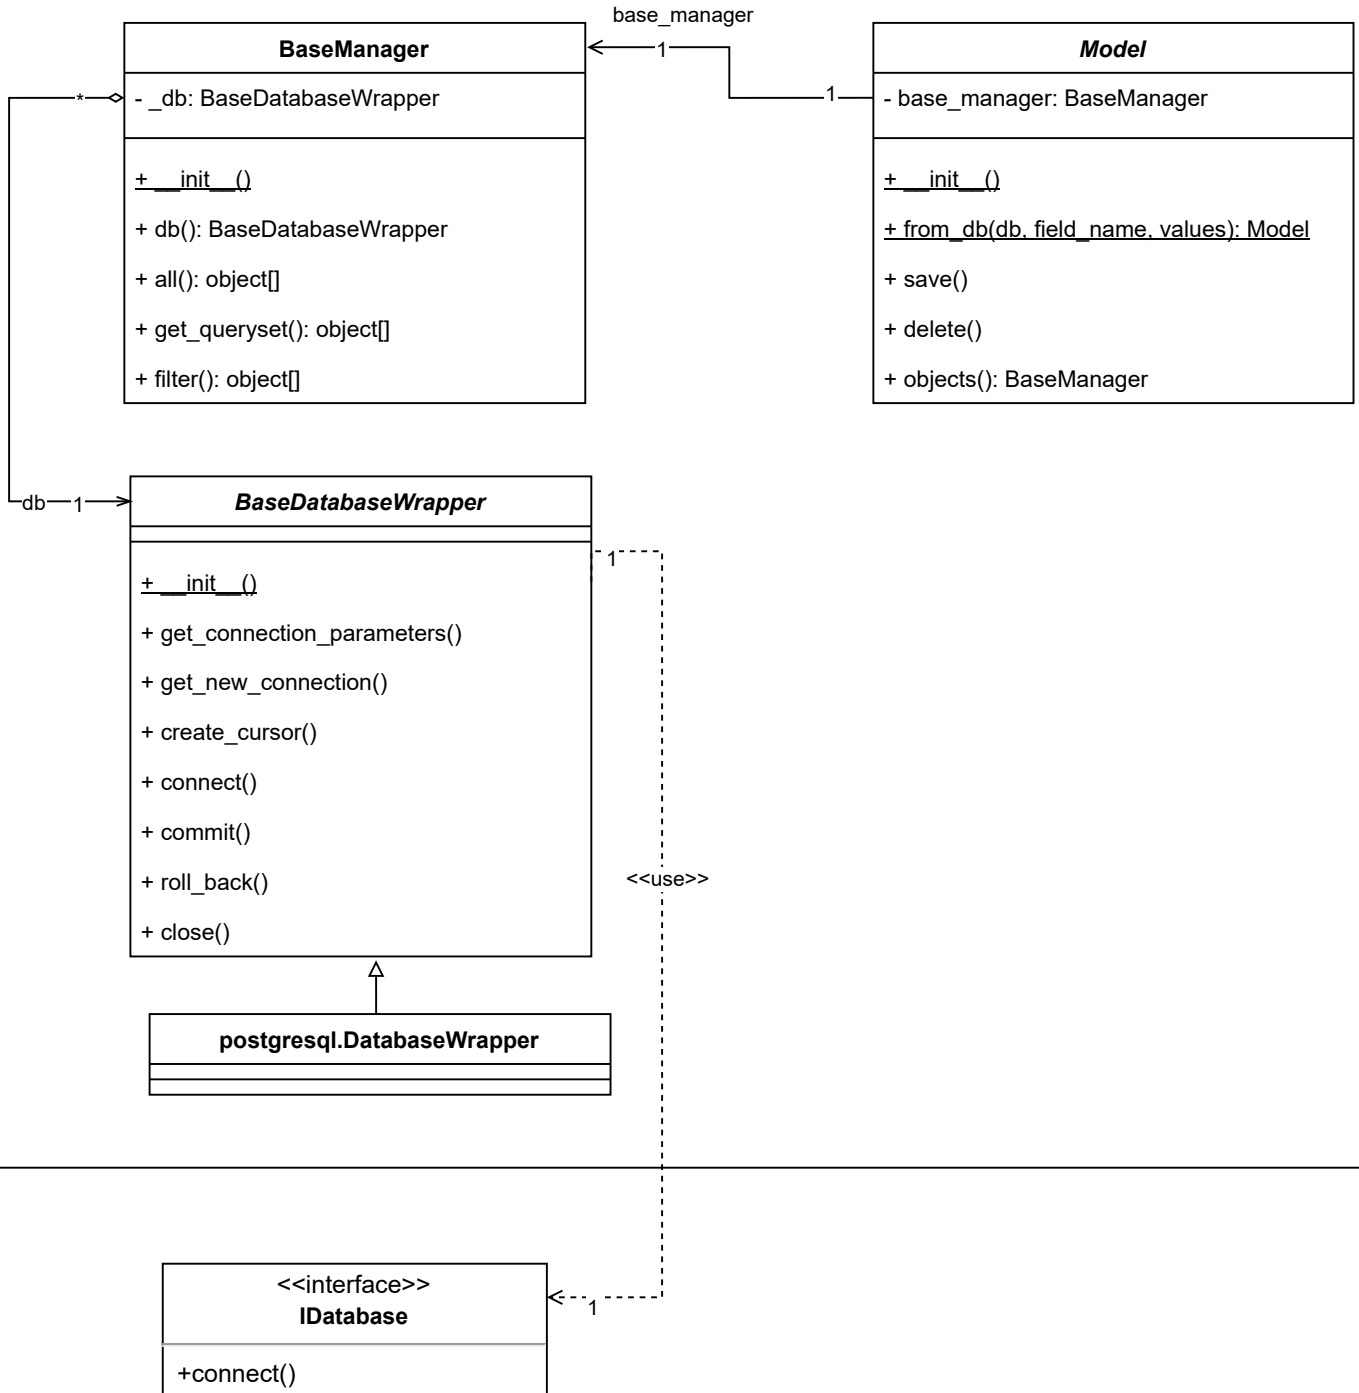 base_manager
BaseManager
1
Model
- _db: BaseDatabaseWrapper
*
1
- base_manager: BaseManager
+ __init__()
+ db(): BaseDatabaseWrapper
+ all(): object[]
+ get_queryset(): object[]
+ filter(): object[]
+ __init__()
+ from_db(db, field_name, values): Model
+ save()
+ delete()
+ objects(): BaseManager
db
1
BaseDatabaseWrapper
1
+ __init__()
+ get_connection_parameters()
+ get_new_connection()
+ create_cursor()
+ connect()
+ commit()
+ roll_back()
+ close()
<<use>>
postgresql.DatabaseWrapper
<<interface>>
IDatabase
1
+connect()